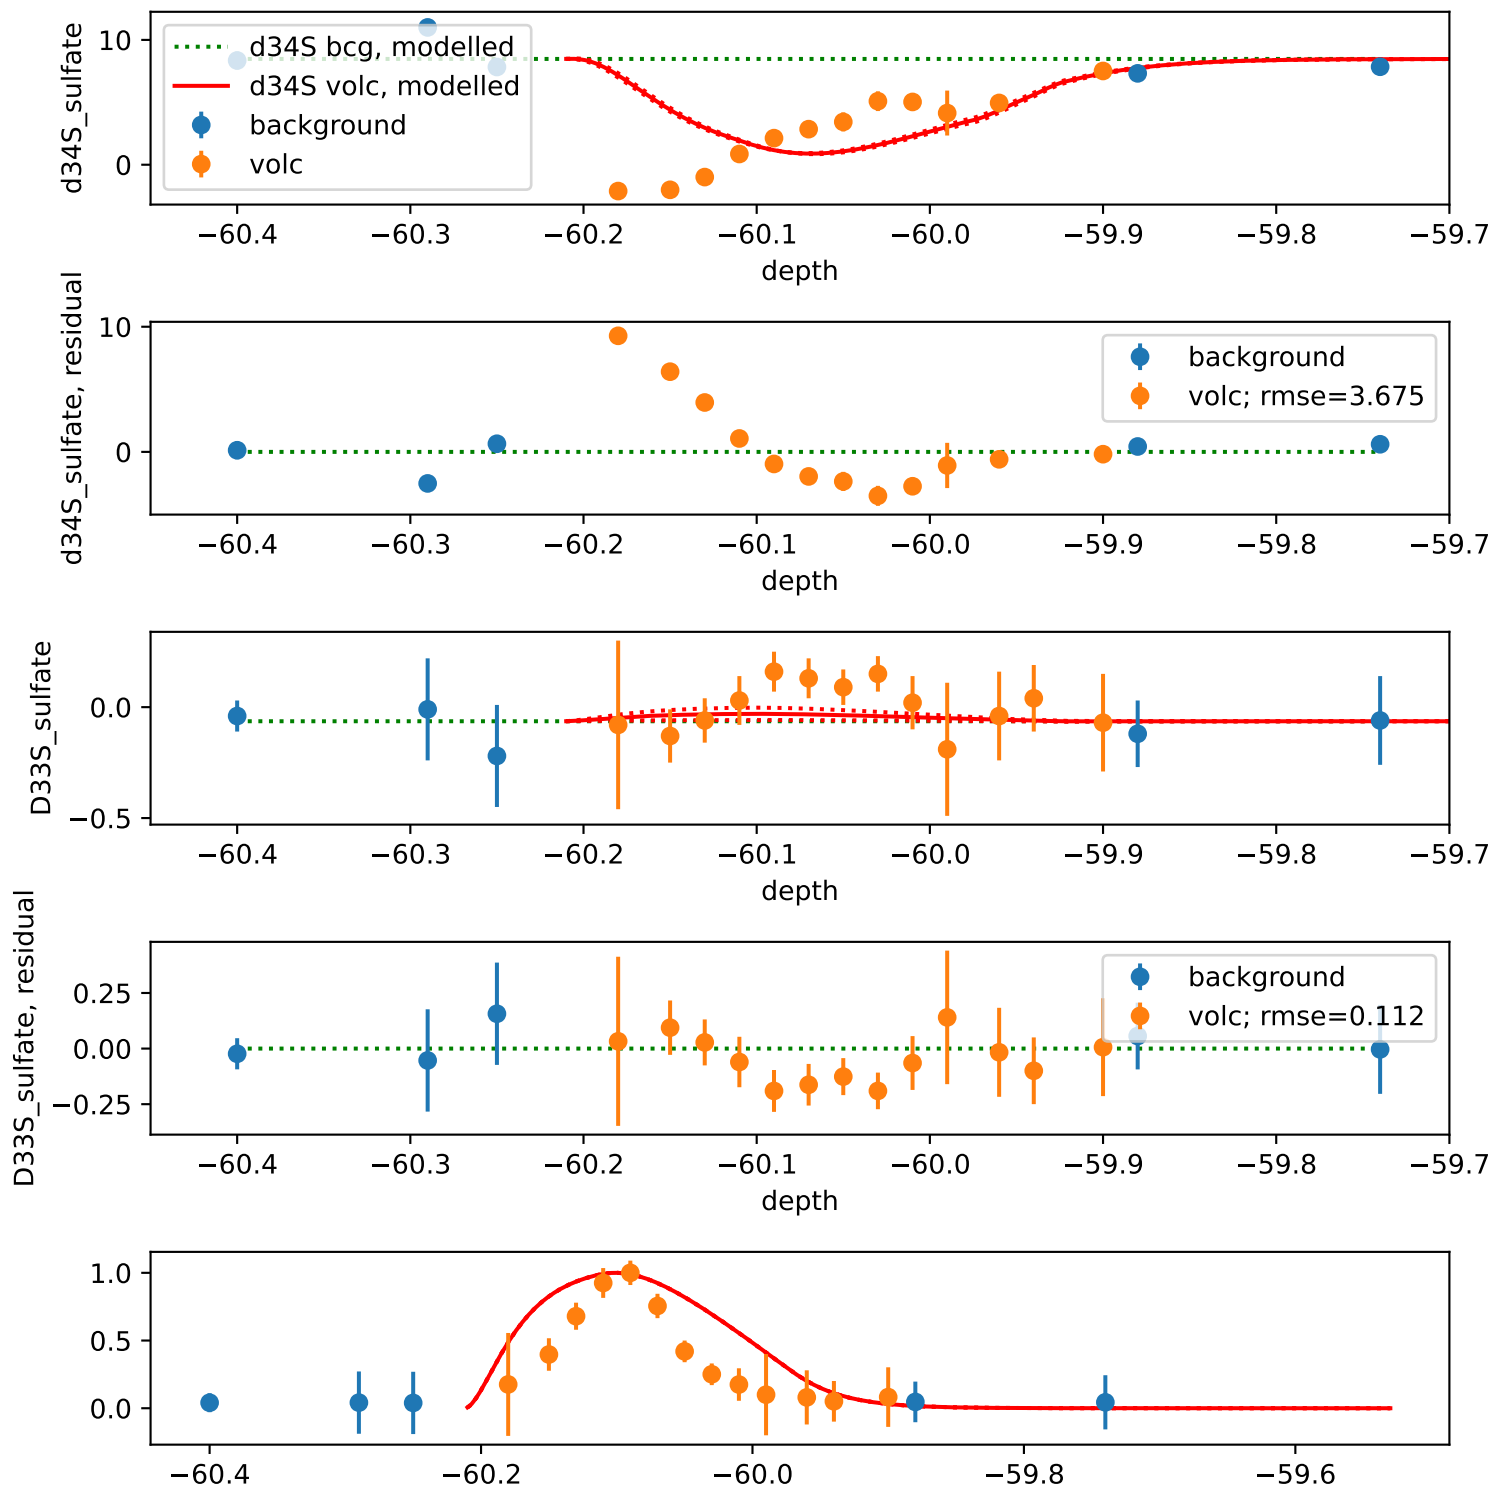 d34S_sulfate
10
0
d34S bcg, modelled
d34S volc, modelled
background
volc
−60.4 −60.3 −60.2 −60.1 −60.0 −59.9 −59.8 −59.7
depth
d34S_sulfate, residual
10
0
background
volc; rmse=3.675
−60.4 −60.3 −60.2 −60.1 −60.0 −59.9 −59.8 −59.7
depth
D33S_sulfate
0.0
−0.5
−60.4 −60.3 −60.2 −60.1 −60.0 −59.9 −59.8 −59.7
depth
D33S_sulfate, residual
0.25
0.00
−0.25
background
volc; rmse=0.112
−60.4 −60.3 −60.2 −60.1 −60.0 −59.9 −59.8 −59.7
depth
1.0
0.5
0.0
−60.4 −60.2 −60.0 −59.8 −59.6